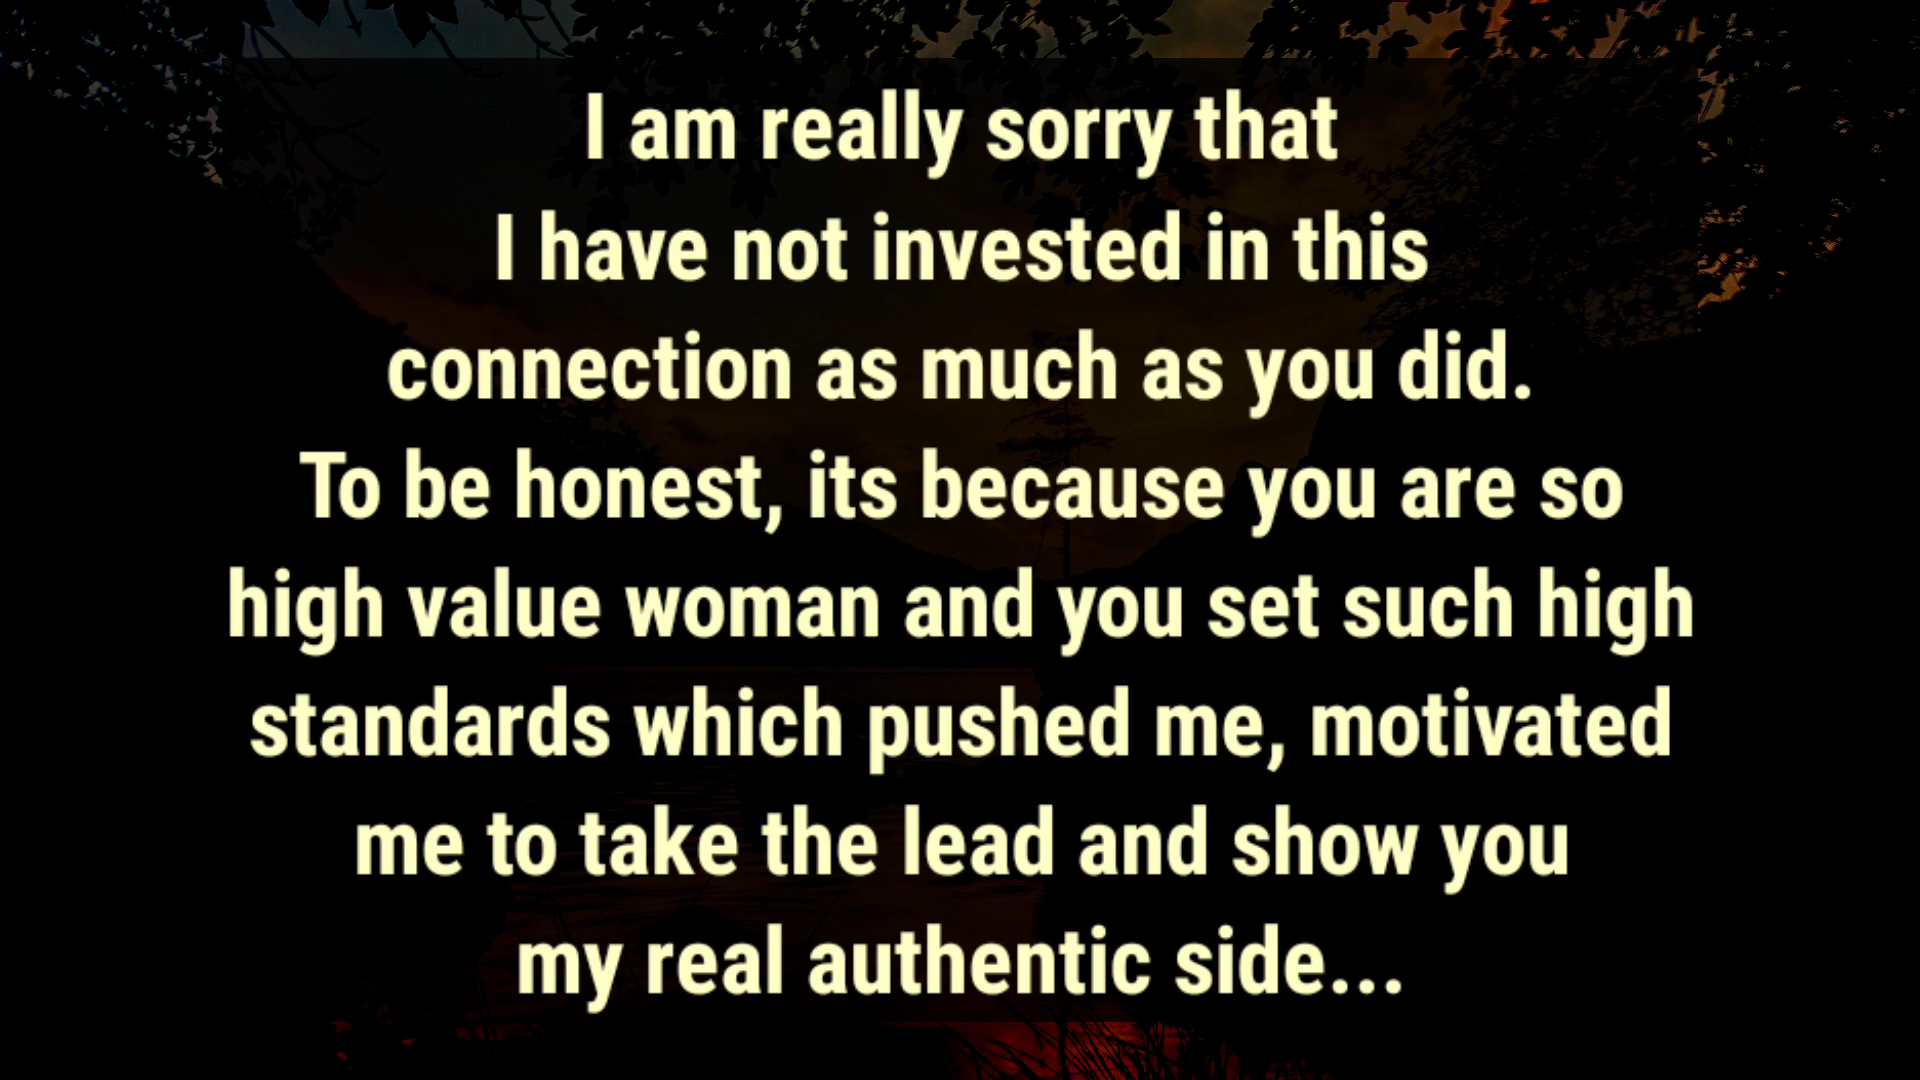 I am really sorry that
I have not invested in this
connection as much as you did.
To be honest, its because you are so
high value woman and you set such high
standards which pushed me, motivated
me to take the lead and show you
my real authentic side...